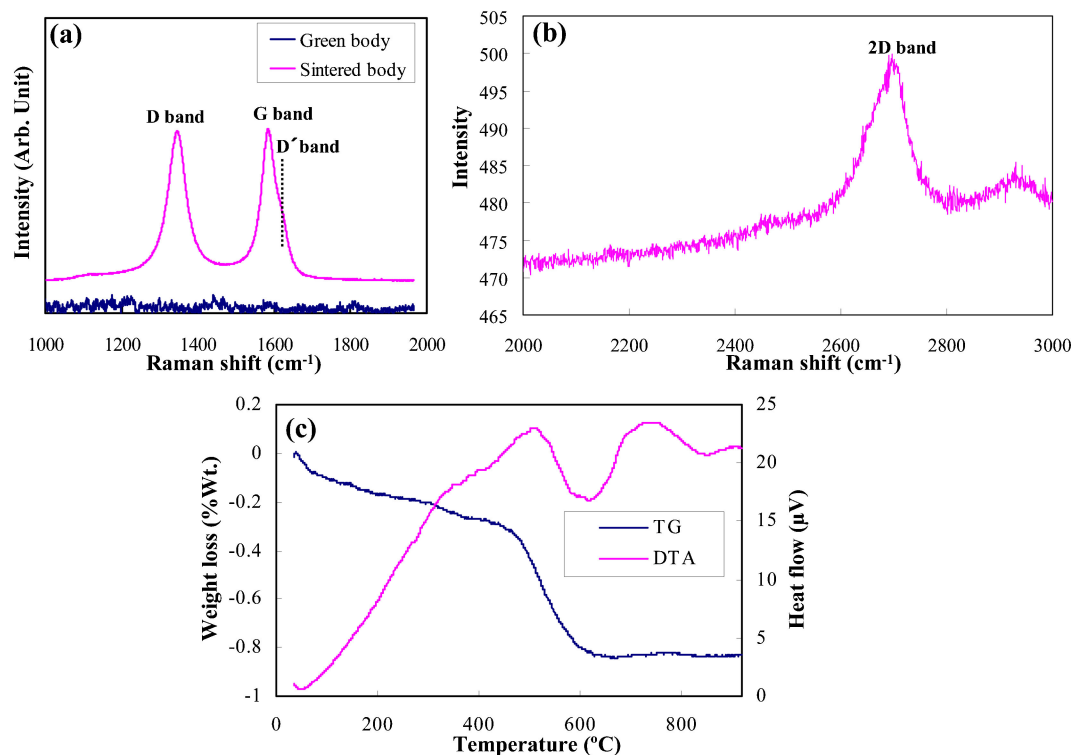 (a)
Green body
Sintered body
D band
G band
D´band
Intensity (Arb. Unit)
1000 1200 1400 1600 1800 2000
Raman shift (cm-1)
(b)
2D band
505
500
495
490
485
480
475
470
465
Intensity
2000 2200 2400 2600 2800 3000
Raman shift (cm-1)
(c)
TG
DTA
0.2
0
-0.2
-0.4
-0.6
-0.8
-1
Weight loss (%Wt.)
25
20
15
10
5
0
Heat flow (µV)
0 200 400 600 800
Temperature (ºC)